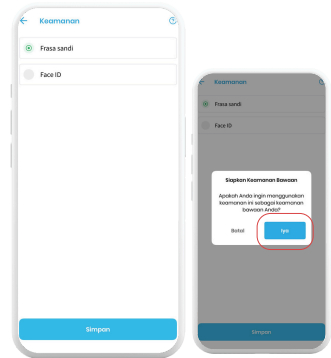 Keamanan
Frasa sandi
Face ID
Simpan
Keamanan
Frasa sandi
Face ID
Siapkan Keamanan Bawaan
Apakah Anda ingin menggunakan
keamanan ini sebagai keamanan
bawaan Anda?
Batal
Iya
Simpan